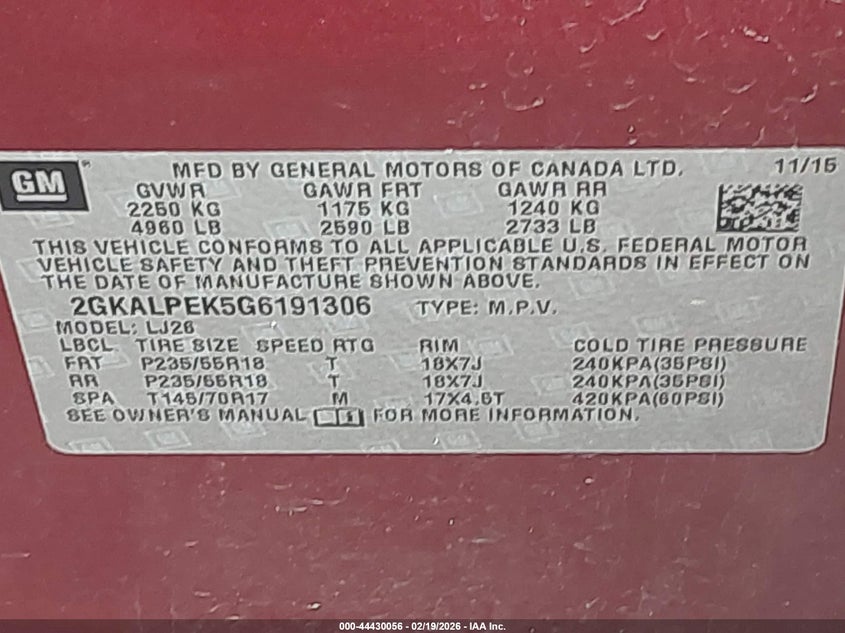 GM ® MFD BY GENERAL MOTORS OF CANADA LTD. 11/15
GVWR GAWR FRT GAWR RR
2250 KG 1175 KG 1240 KG
4960 LB 2590 LB 2733 LB
THIS VEHICLE CONFORMS TO ALL APPLICABLE U.S. FEDERAL MOTOR
VEHICLE SAFETY AND THEFT PREVENTION STANDARDS IN EFFECT ON
THE DATE OF MANUFACTURE SHOWN ABOVE.
2GKALPEK5G6191306 TYPE: M.P.V.
MODEL: LJ26
LBCL TIRE SIZE SPEED RTG RIM COLD TIRE PRESSURE
FRT P235/55R18 T 18X7J 240KPA(35PSI)
RR P235/55R18 T 18X7J 240KPA(35PSI)
SPA T145/70R17 M 17X4.5T 420KPA(60PSI)
SEE OWNER'S MANUAL FOR MORE INFORMATION.
000-44430056 - 02/19/2026 - IAA Inc.